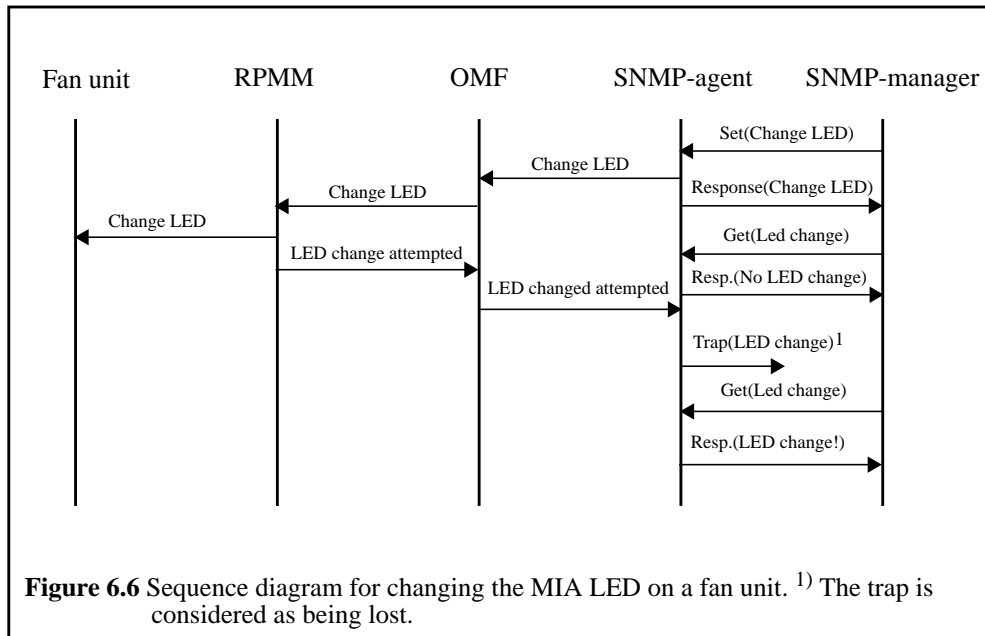 Fan unit RPMM OMF SNMP-agent SNMP-manager
Set(Change LED)
Change LED
Change LED
Response(Change LED)
Change LED
Get(Led change)
LED change attempted
Resp.(No LED change)
LED changed attempted
Trap(LED change)1
Get(Led change)
Resp.(LED change!)
Figure 6.6 Sequence diagram for changing the MIA LED on a fan unit. 1) The trap is
considered as being lost.